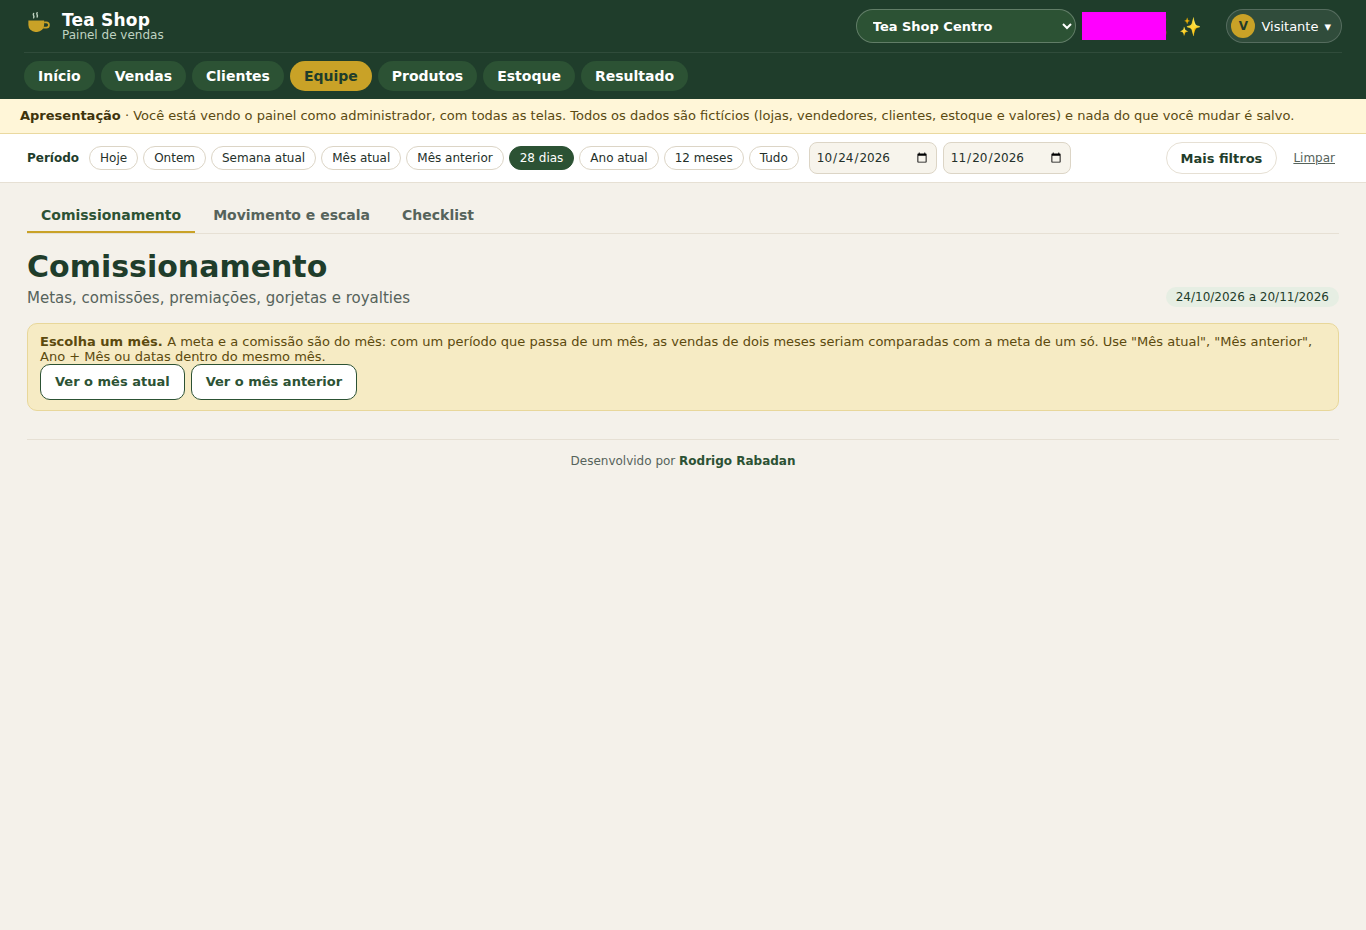 Tea Shop
Painel de vendas
Tea Shop Centro
V Visitante ▾
Início Vendas Clientes Equipe Produtos Estoque Resultado
Apresentação · Você está vendo o painel como administrador, com todas as telas. Todos os dados são fictícios (lojas, vendedores, clientes, estoque e valores) e nada do que você mudar é salvo.
Período Hoje Ontem Semana atual Mês atual Mês anterior 28 dias Ano atual 12 meses Tudo 10/24/2026 11/20/2026 Mais filtros Limpar
Comissionamento Movimento e escala Checklist
Comissionamento
Metas, comissões, premiações, gorjetas e royalties
24/10/2026 a 20/11/2026
Escolha um mês. A meta e a comissão são do mês: com um período que passa de um mês, as vendas de dois meses seriam comparadas com a meta de um só. Use "Mês atual", "Mês anterior",
Ano + Mês ou datas dentro do mesmo mês.
Ver o mês atual Ver o mês anterior
Desenvolvido por Rodrigo Rabadan